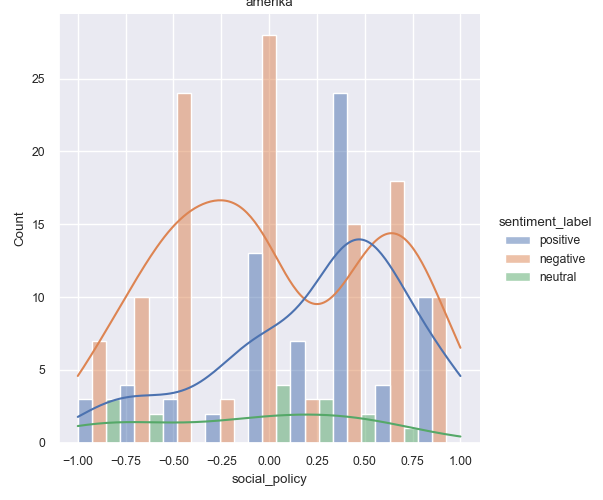 amerika
25
20
15
10
5
0
Count
−1.00 −0.75 −0.50 −0.25 0.00 0.25 0.50 0.75 1.00
social_policy
sentiment_label
positive
negative
neutral